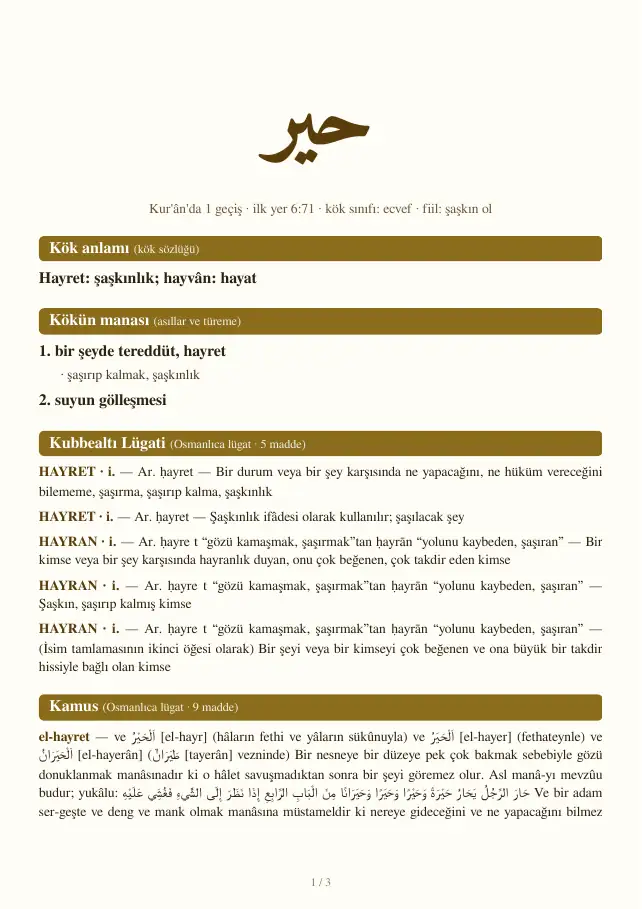 حير
Kur'ân'da 1 geçiş · ilk yer 6:71 · kök sınıfı: ecvef · fiil: şaşkın ol
Kök anlamı (kök sözlüğü)
Hayret: şaşkınlık; hayvân: hayat
Kökün manası (asıllar ve türeme)
1. bir şeyde tereddüt, hayret
· şaşırıp kalmak, şaşkınlık
2. suyun gölleşmesi
Kubbealtı Lügati (Osmanlıca lügat · 5 madde)
HAYRET · i. — Ar. ḥayret — Bir durum veya bir şey karşısında ne yapacağını, ne hüküm vereceğini
bilememe, şaşırma, şaşırıp kalma, şaşkınlık
HAYRET · i. — Ar. ḥayret — Şaşkınlık ifâdesi olarak kullanılır; şaşılacak şey
HAYRAN · i. — Ar. ḥayre t “gözü kamaşmak, şaşırmak”tan ḥayrān “yolunu kaybeden, şaşıran” — Bir
kimse veya bir şey karşısında hayranlık duyan, onu çok beğenen, çok takdir eden kimse
HAYRAN · i. — Ar. ḥayre t “gözü kamaşmak, şaşırmak”tan ḥayrān “yolunu kaybeden, şaşıran” —
Şaşkın, şaşırıp kalmış kimse
HAYRAN · i. — Ar. ḥayre t “gözü kamaşmak, şaşırmak”tan ḥayrān “yolunu kaybeden, şaşıran” —
(İsim tamlamasının ikinci öğesi olarak) Bir şeyi veya bir kimseyi çok beğenen ve ona büyük bir takdir
hissiyle bağlı olan kimse
Kamus (Osmanlıca lügat · 9 madde)
el-hayret — ve اَلْحَيْرُ [el-hayr] (hâların fethi ve yâların sükûnuyla) ve اَلْحَيَرُ [el-hayer] (fethateynle) ve
اَلْحَيَرَانُ [el-hayerân] (طَيَرَانٌ [tayerân] vezninde) Bir nesneye bir düzeye pek çok bakmak sebebiyle gözü
donuklanmak manâsınadır ki o hâlet savuşmadıktan sonra bir şeyi göremez olur. Asl manâ-yı mevzûu
budur; yukâlu: حَارَ الرَّجُلُ يَحَارُ حَيْرَةً وَحَيْرًا وَحَيَرًا وَحَيَرَانًا مِنَ الْبَابِ الرَّابِعِ إِذَا نَظَرَ إِلَى الشَّيْءِ فَغُشِيَ عَلَيْهِ Ve bir adam
ser-geşte ve deng ve mank olmak manâsına müstameldir ki nereye gideceğini ve ne yapacağını bilmez
1 / 3